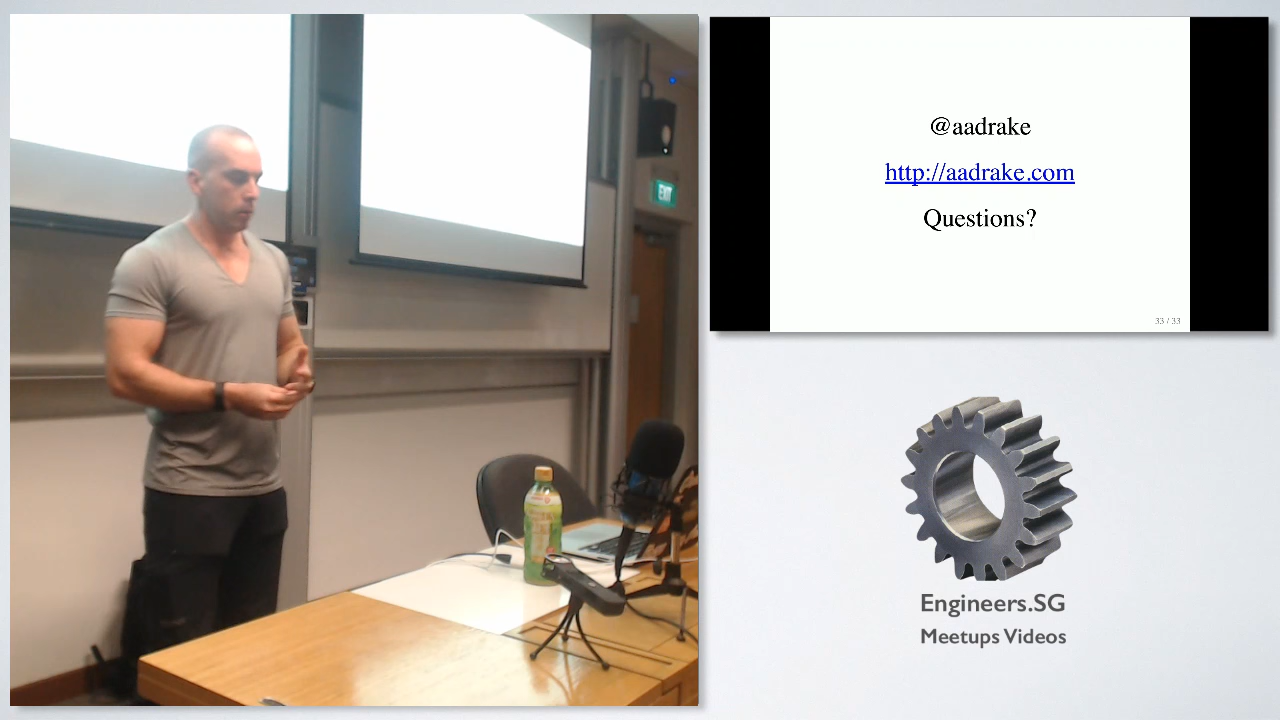 EXIT
@aadrake
http://aadrake.com
Questions?
33 / 33
Engineers.SG
Meetups Videos